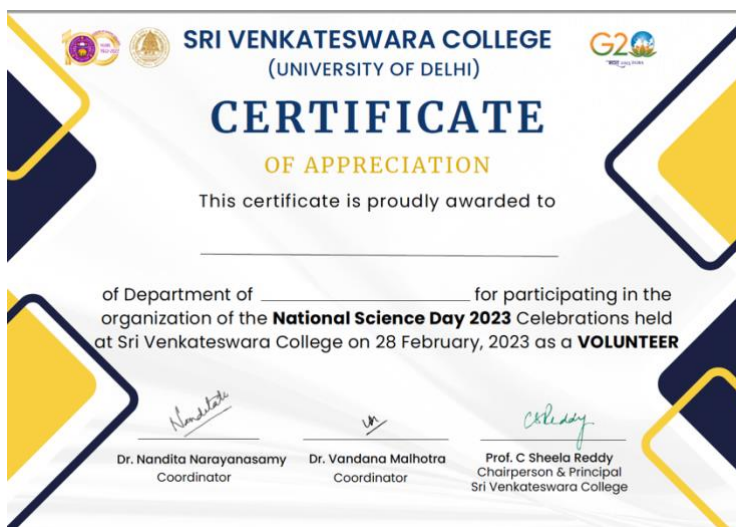 SRI VENKATESWARA COLLEGE
(UNIVERSITY OF DELHI)
G20
CERTIFICATE
OF APPRECIATION
This certificate is proudly awarded to
of Department of for participating in the
organization of the National Science Day 2023 Celebrations held
at Sri Venkateswara College on 28 February, 2023 as a VOLUNTEER
Nandita
CSReddy
Dr. Nandita Narayanasamy
Coordinator
Dr. Vandana Malhotra
Coordinator
Prof. C Sheela Reddy
Chairperson & Principal
Sri Venkateswara College